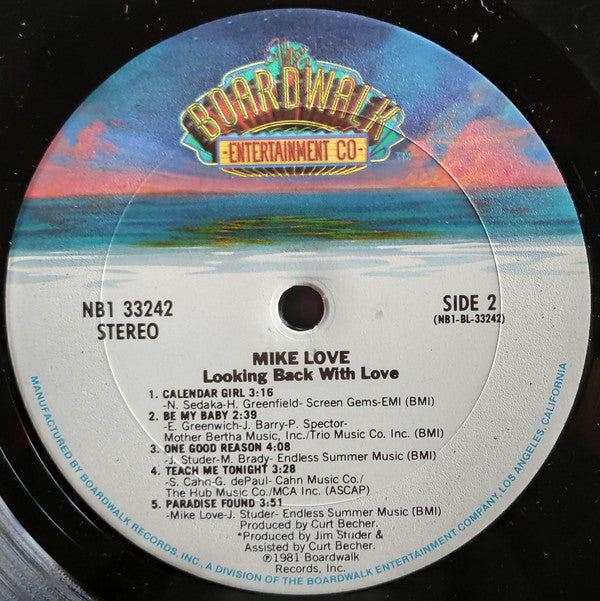 The
BOARDWALK
-ENTERTAINMENT CO-
TM
NB1 33242
STEREO
SIDE 2
(NB1-BL-33242)
MIKE LOVE
Looking Back With Love
1. CALENDAR GIRL 3:16
-N. Sedaka-H. Greenfield- Screen Gems-EMI (BMI)
2. BE MY BABY 2:39
-E. Greenwich-J. Barry-P. Spector-
Mother Bertha Music, Inc./Trio Music Co. Inc. (BMI)
3. ONE GOOD REASON 4:08
-J. Studer-M. Brady- Endless Summer Music (BMI)
4. TEACH ME TONIGHT 3:28
-S. Cahn-G. dePaul- Cahn Music Co./
The Hub Music Co./MCA Inc. (ASCAP)
5. PARADISE FOUND 3:51
-Mike Love-J. Studer- Endless Summer Music (BMI)
Produced by Curt Becher.
*Produced by Jim Studer &
Assisted by Curt Becher.
℗1981 Boardwalk
Records, Inc.
MANUFACTURED BY BOARDWALK RECORDS, INC., A DIVISION OF THE BOARDWALK ENTERTAINMENT COMPANY, LOS ANGELES, CALIFORNIA